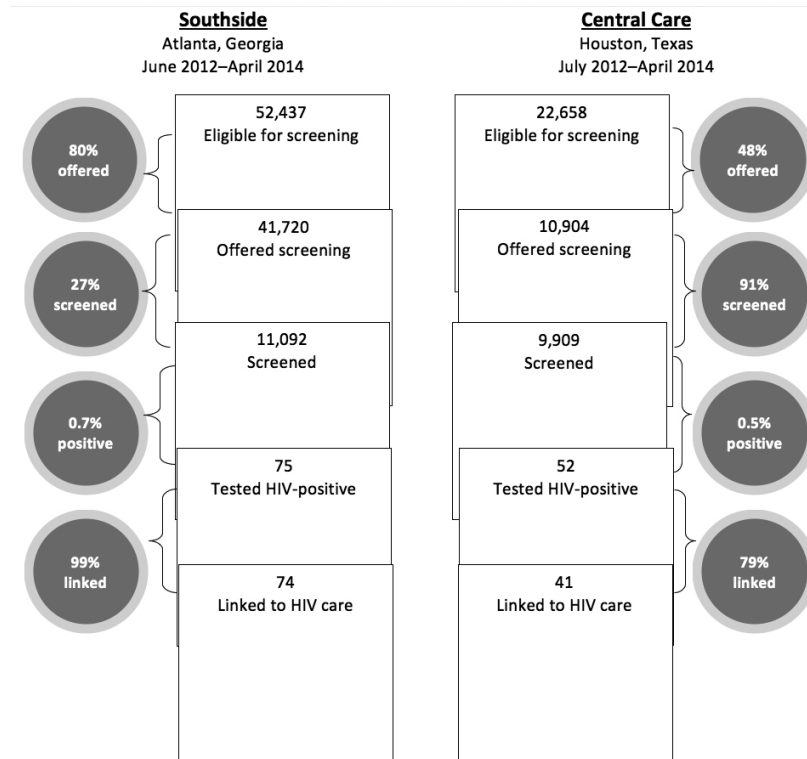 Southside
Atlanta, Georgia
June 2012–April 2014
52,437
Eligible for screening
80%
offered
41,720
Offered screening
27%
screened
11,092
Screened
0.7%
positive
75
Tested HIV-positive
99%
linked
74
Linked to HIV care
Central Care
Houston, Texas
July 2012–April 2014
22,658
Eligible for screening
48%
offered
10,904
Offered screening
91%
screened
9,909
Screened
0.5%
positive
52
Tested HIV-positive
79%
linked
41
Linked to HIV care